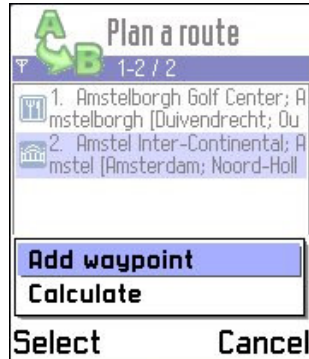 A
B
Plan a route
1-2 / 2
1. Amstelborgh Golf Center; A
mstelborgh [Duivendrecht; Ou
2. Amstel Inter-Continental; A
mstel [Amsterdam; Noord-Holl
Add waypoint
Calculate
Select Cancel